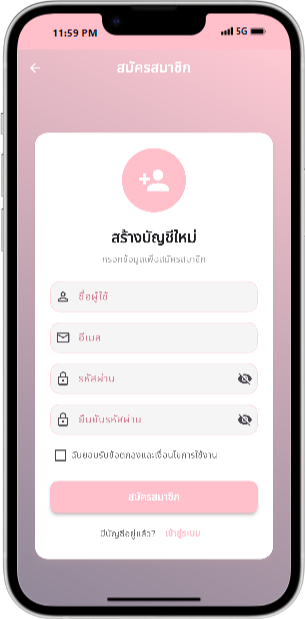 11:59 PM 5G
สมัครสมาชิก
สร้างบัญชีใหม่
กรอกข้อมูลเพื่อสมัครสมาชิก
ชื่อผู้ใช้
อีเมล
รหัสผ่าน
ยืนยันรหัสผ่าน
ฉันยอมรับข้อตกลงและเงื่อนไขการใช้งาน
สมัครสมาชิก
มีบัญชีอยู่แล้ว? เข้าสู่ระบบ